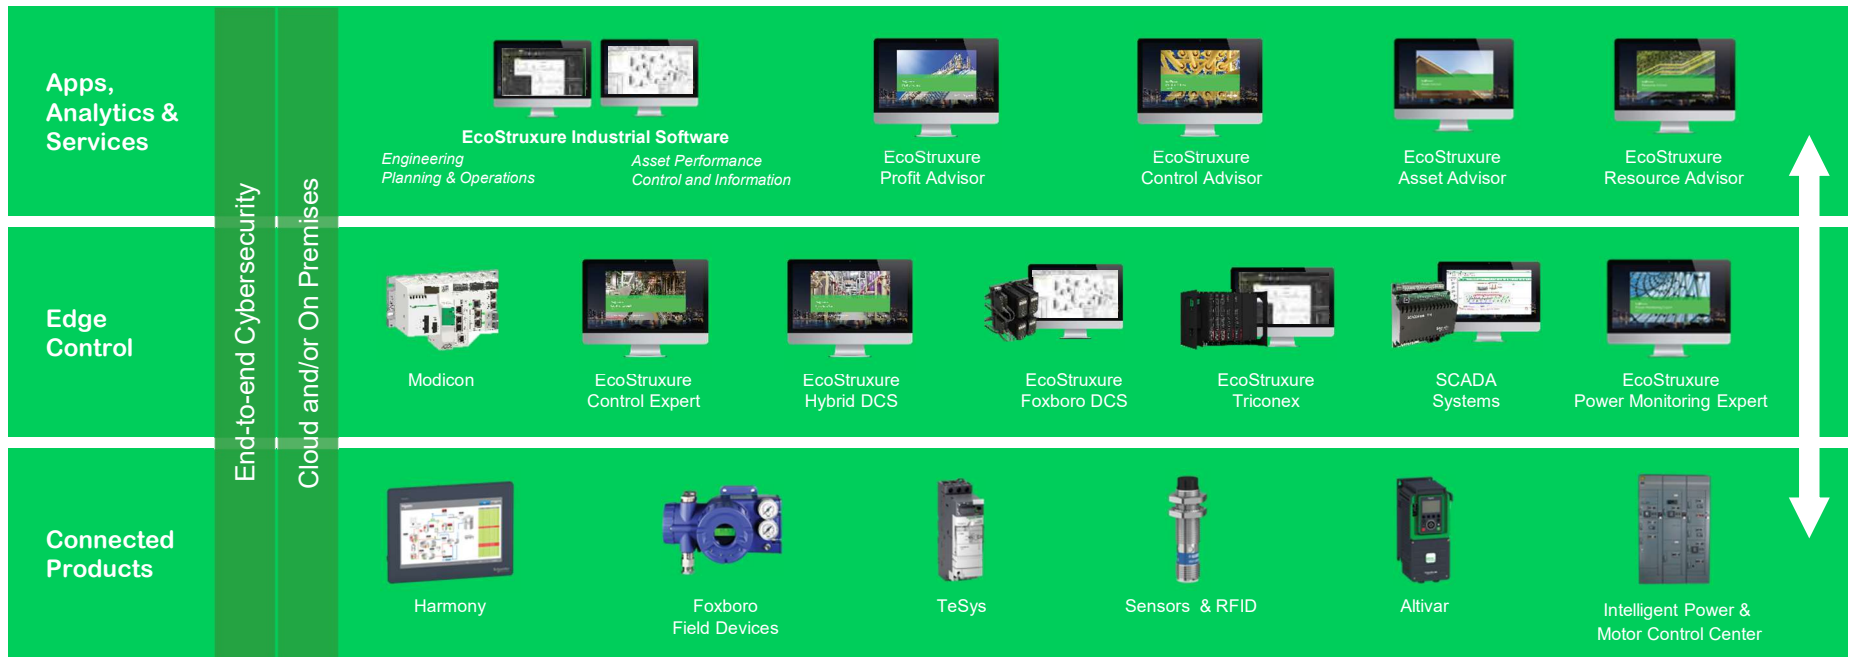 Apps,
Analytics &
Services
End-to-end Cybersecurity
Cloud and/or On Premises
EcoStruxure Industrial Software
Engineering
Planning & Operations
Asset Performance
Control and Information
EcoStruxure
Profit Advisor
EcoStruxure
Control Advisor
EcoStruxure
Asset Advisor
EcoStruxure
Resource Advisor
Edge
Control
Modicon
EcoStruxure
Control Expert
EcoStruxure
Hybrid DCS
EcoStruxure
Foxboro DCS
EcoStruxure
Triconex
SCADA
Systems
EcoStruxure
Power Monitoring Expert
Connected
Products
Harmony
Foxboro
Field Devices
TeSys
Sensors & RFID
Altivar
Intelligent Power &
Motor Control Center